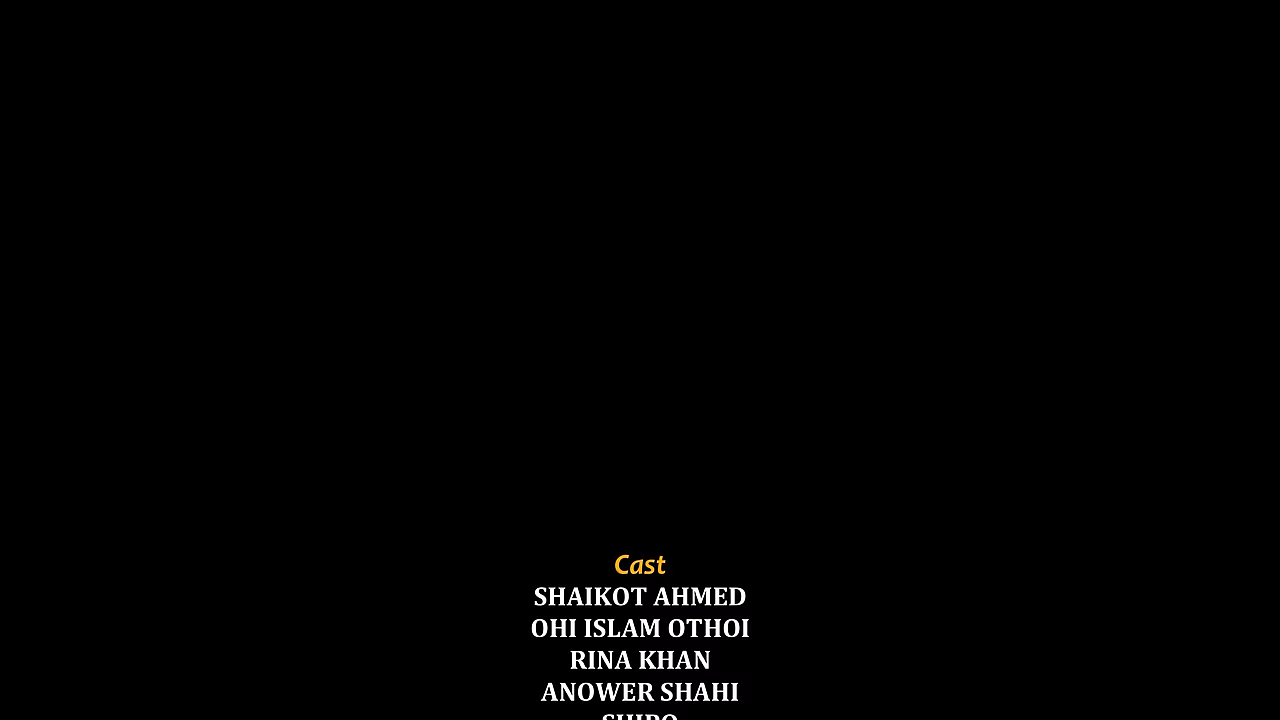 Cast
SHAIKOT AHMED
OHI ISLAM OTHOI
RINA KHAN
ANOWER SHAHI